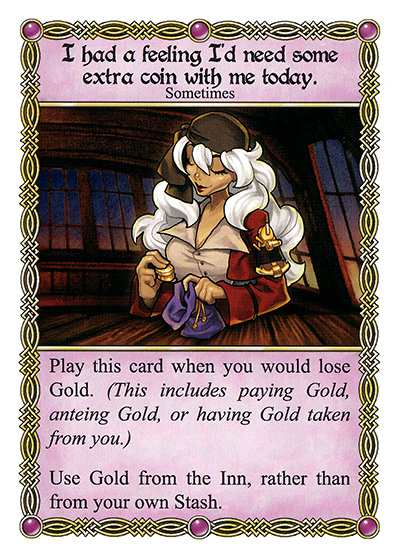 I had a feeling I'd need some
extra coin with me today.
Sometimes
Play this card when you would lose
Gold. (This includes paying Gold,
anteing Gold, or having Gold taken
from you.)
Use Gold from the Inn, rather than
from your own Stash.